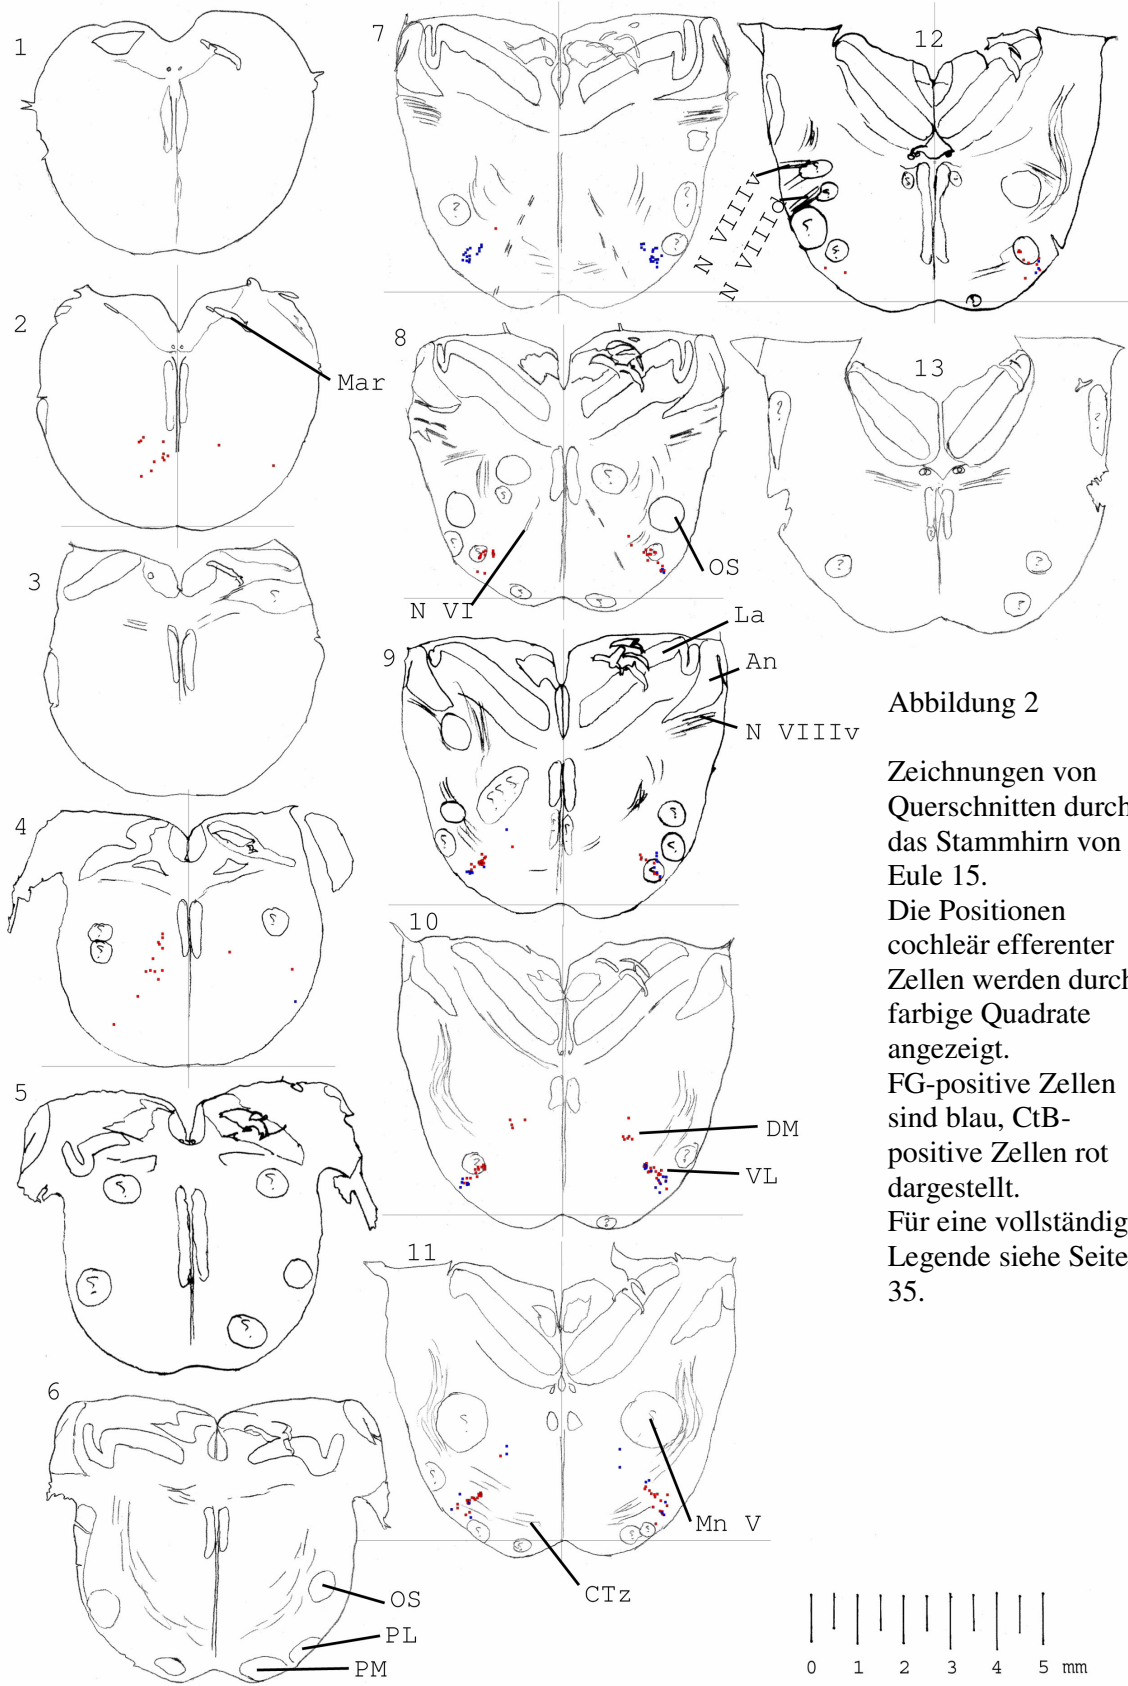 1
2
Mar
3
4
5
6
OS
PL
PM
7
8
OS
N VI
9
La
An
N VIIIv
10
DM
VL
11
Mn V
CTz
12
N VIIIv
N VIIId
13
Abbildung 2
Zeichnungen von
Querschnitten durch
das Stammhirn von
Eule 15.
Die Positionen
cochleär efferenter
Zellen werden durch
farbige Quadrate
angezeigt.
FG-positive Zellen
sind blau, CtB-
positive Zellen rot
dargestellt.
Für eine vollständig
Legende siehe Seite
35.
0 1 2 3 4 5 mm